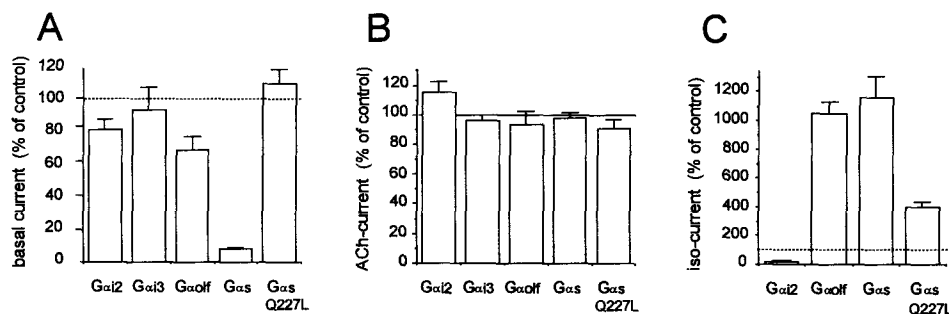 A
basal current (% of control)
120
100
80
60
40
20
0
Gαi2 Gαi3 Gαolf Gαs Gαs
Q227L
B
ACh-current (% of control)
120
100
80
60
40
20
0
Gαi2 Gαi3 Gαolf Gαs Gαs
Q227L
C
iso-current (% of control)
1200
1000
800
600
400
200
0
Gαi2 Gαolf Gαs Gαs
Q227L